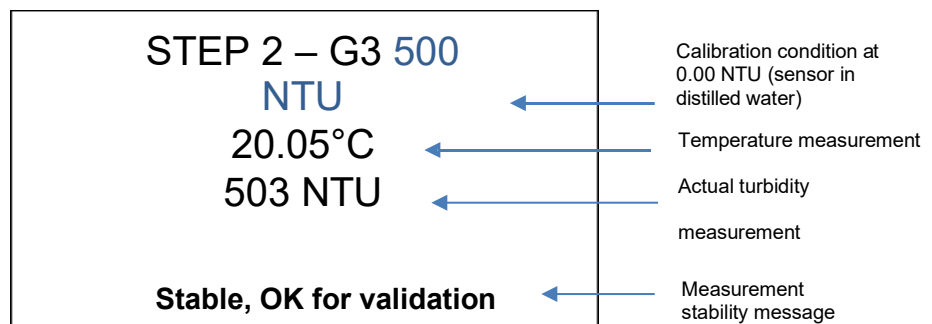 STEP 2 – G3 500
NTU
20.05°C
503 NTU
Stable, OK for validation
Calibration condition at
0.00 NTU (sensor in
distilled water)
Temperature measurement
Actual turbidity
measurement
Measurement
stability message